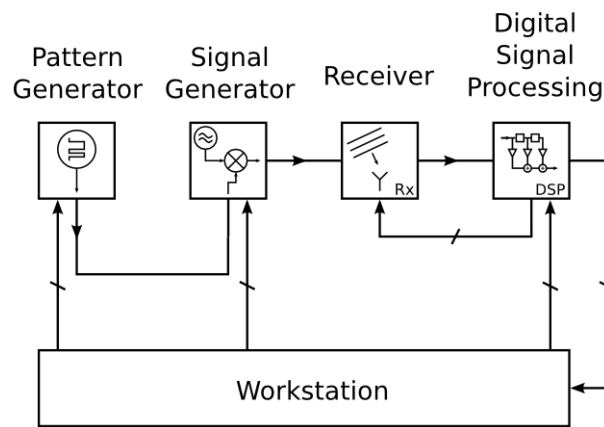 Pattern
Generator
Signal
Generator
Receiver
Digital
Signal
Processing
Rx
DSP
Workstation